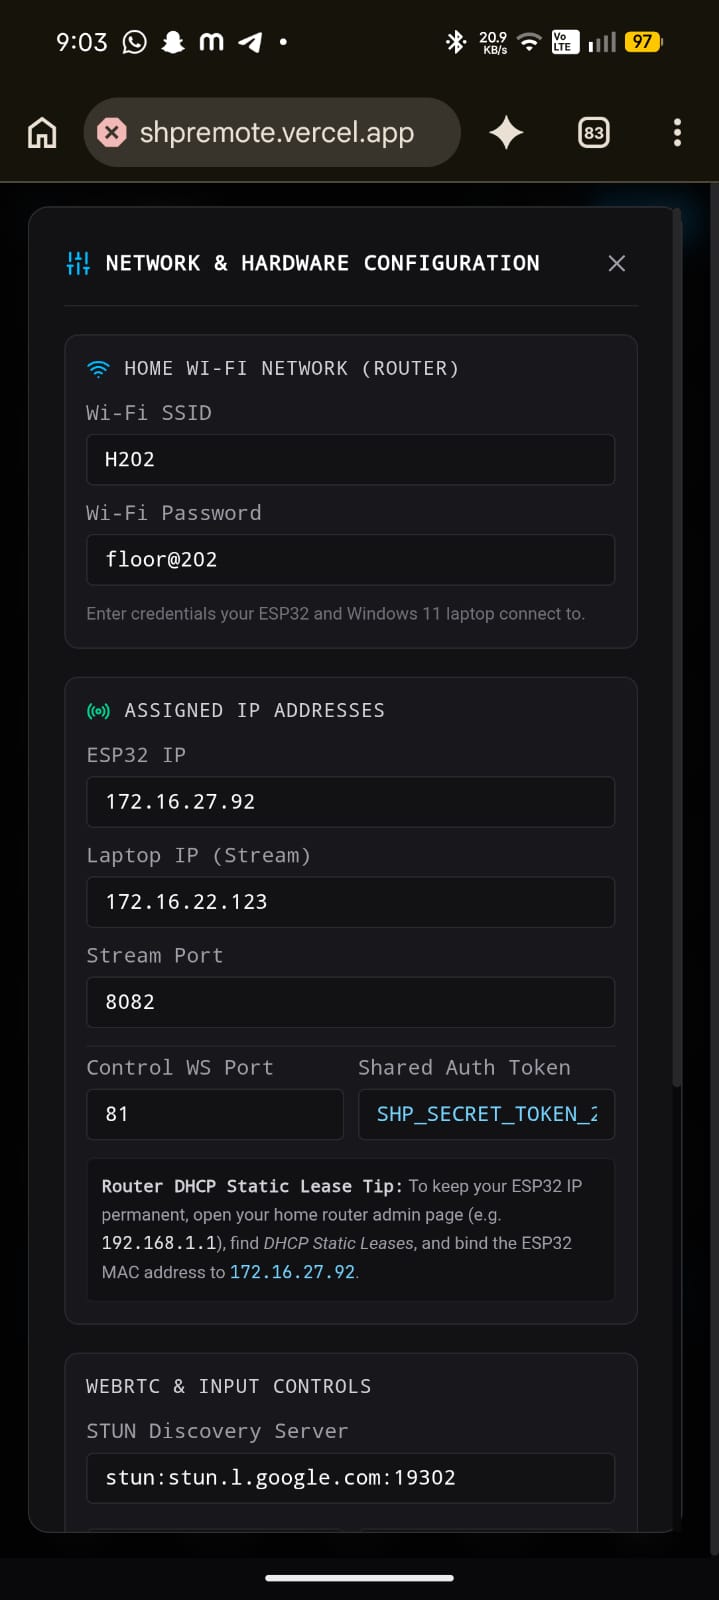 9:03
20.9
KB/s
Vo
LTE
97
shpremote.vercel.app
83
NETWORK & HARDWARE CONFIGURATION
HOME WI-FI NETWORK (ROUTER)
Wi-Fi SSID
H202
Wi-Fi Password
floor@202
Enter credentials your ESP32 and Windows 11 laptop connect to.
ASSIGNED IP ADDRESSES
ESP32 IP
172.16.27.92
Laptop IP (Stream)
172.16.22.123
Stream Port
8082
Control WS Port
Shared Auth Token
81
SHP_SECRET_TOKEN_2
Router DHCP Static Lease Tip: To keep your ESP32 IP
permanent, open your home router admin page (e.g.
192.168.1.1), find DHCP Static Leases, and bind the ESP32
MAC address to 172.16.27.92.
WEBRTC & INPUT CONTROLS
STUN Discovery Server
stun:stun.l.google.com:19302